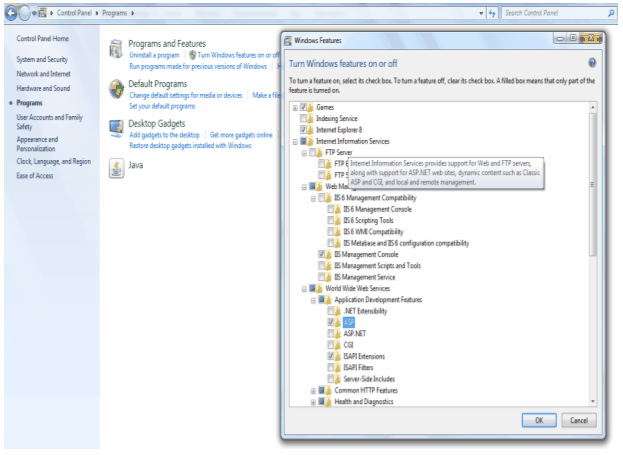 Control Panel ▸ Programs ▸
Search Control Panel
Control Panel Home
System and Security
Network and Internet
Hardware and Sound
Programs
User Accounts and Family
Safety
Appearance and
Personalization
Clock, Language, and Region
Ease of Access
Programs and Features
Uninstall a program
Turn Windows features on or off
Run programs made for previous versions of Windows
Default Programs
Change default settings for media or devices
Make a file
Set your default programs
Desktop Gadgets
Add gadgets to the desktop
Get more gadgets online
Restore desktop gadgets installed with Windows
Java
Windows Features
Turn Windows features on or off
To turn a feature on, select its check box. To turn a feature off, clear its check box. A filled box means that only part of the
feature is turned on.
Games
Indexing Service
Internet Explorer 8
Internet Information Services
FTP Server
FTP E
FTP S
Internet Information Services provides support for Web and FTP servers,
along with support for ASP.NET web sites, dynamic content such as Classic
ASP and CGI, and local and remote management.
Web Mana
IIS 6 Management Compatibility
IIS 6 Management Console
IIS 6 Scripting Tools
IIS 6 WMI Compatibility
IIS Metabase and IIS 6 configuration compatibility
IIS Management Console
IIS Management Scripts and Tools
IIS Management Service
World Wide Web Services
Application Development Features
.NET Extensibility
ASP
ASP.NET
CGI
ISAPI Extensions
ISAPI Filters
Server-Side Includes
Common HTTP Features
Health and Diagnostics
OK
Cancel